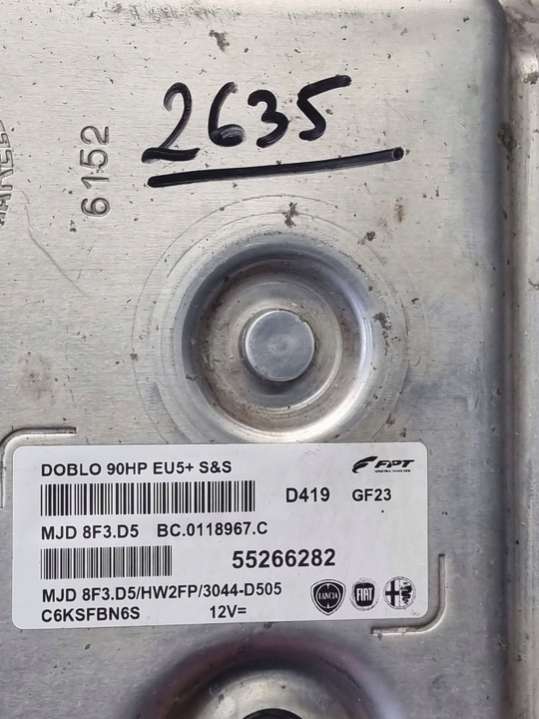 2635
6152
DOBLO 90HP EU5+ S&S
FPT
D419 GF23
MJD 8F3.D5 BC.0118967.C
55266282
MJD 8F3.D5/HW2FP/3044-D505
C6KSFBN6S 12V=
LANCIA
FIAT